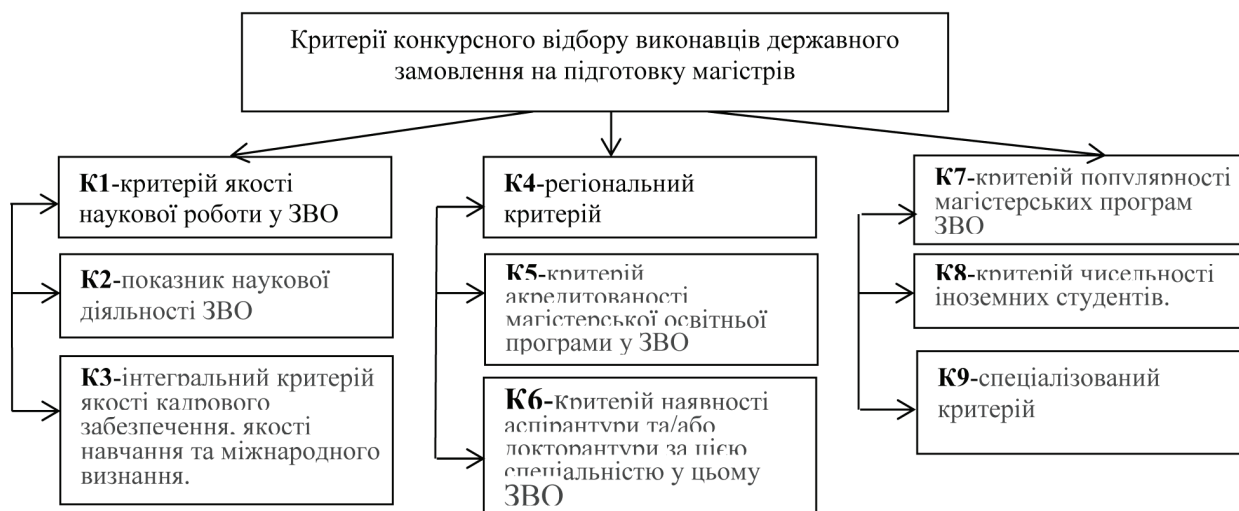 Критерії конкурсного відбору виконавців державного
замовлення на підготовку магістрів
К1-критерій якості
наукової роботи у ЗВО
К2-показник наукової
діяльності ЗВО
К3-інтегральний критерій
якості кадрового
забезпечення, якості
навчання та міжнародного
визнання.
К4-регіональний
критерій
К5-критерій
акредитованості
магістерської освітньої
програми у ЗВО
К6-Критерій наявності
аспірантури та/або
докторантури за цією
спеціальністю у цьому
ЗВО
К7-критерій популярності
магістерських програм
ЗВО
К8-критерій чисельності
іноземних студентів.
К9-спеціалізований
критерій